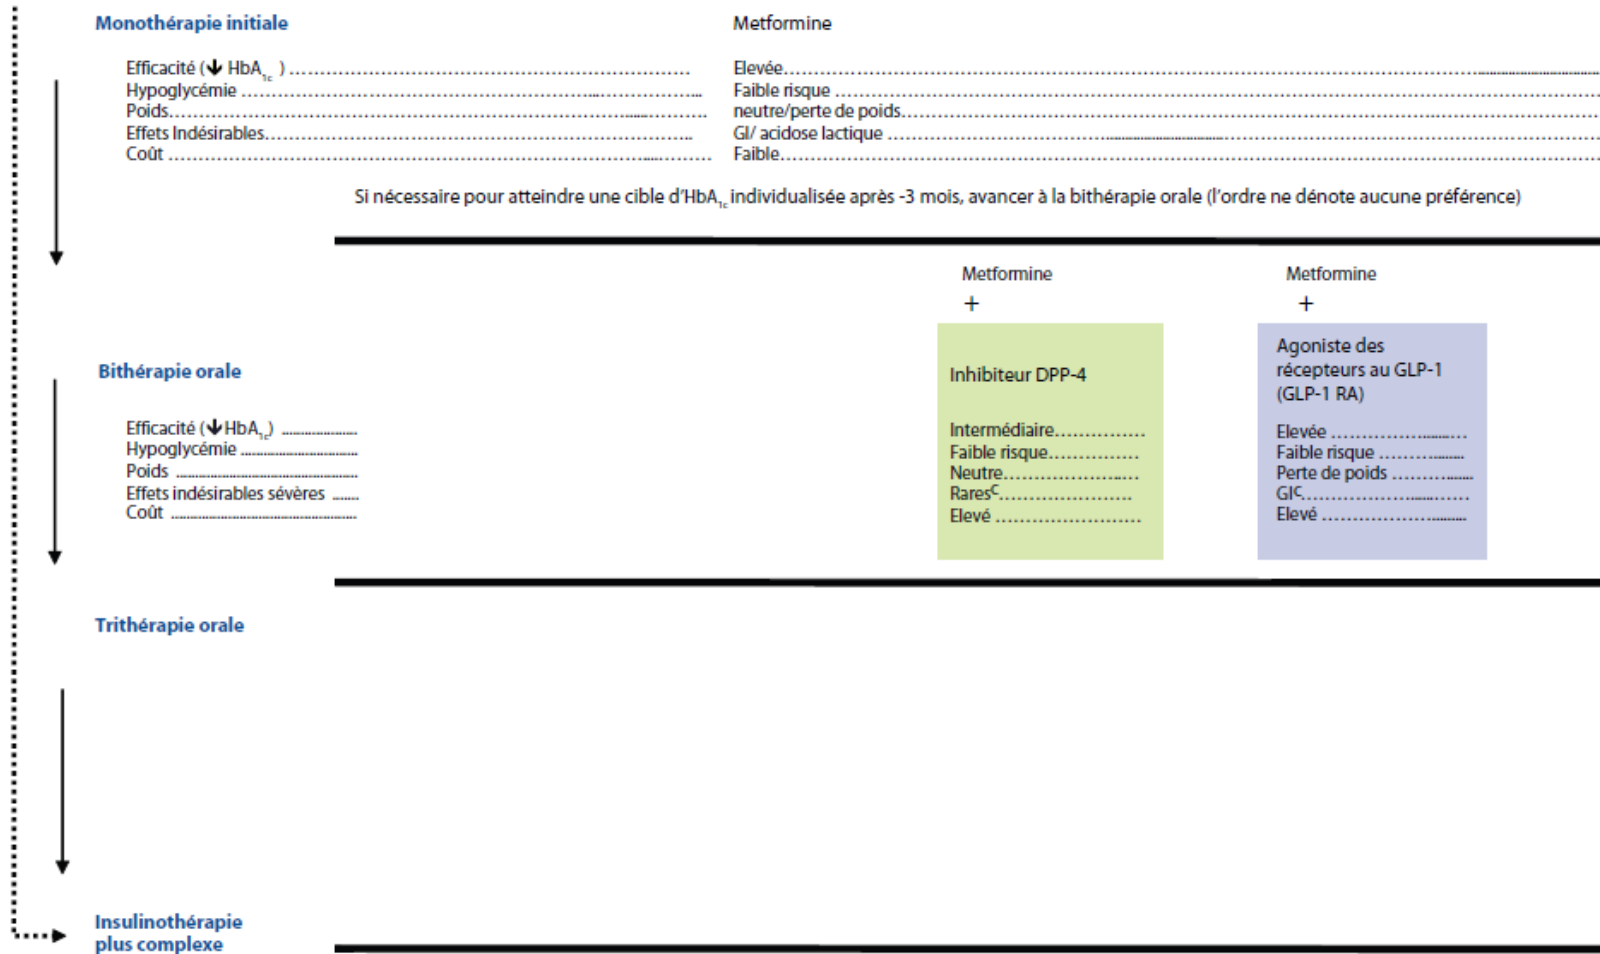 Monothérapie initiale Metformine
Efficacité (↓ HbA1c ) ........................................ Elevée........................................
Hypoglycémie ........................................ Faible risque ........................................
Poids........................................ neutre/perte de poids........................................
Effets Indésirables........................................ GI/ acidose lactique ........................................
Coût ........................................ Faible........................................
Si nécessaire pour atteindre une cible d'HbA1c individualisée après -3 mois, avancer à la bithérapie orale (l'ordre ne dénote aucune préférence)
Metformine Metformine
+ +
Bithérapie orale
Efficacité (↓HbA1c) ....................
Hypoglycémie ....................
Poids ....................
Effets indésirables sévères .......
Coût ....................
Inhibiteur DPP-4
Intermédiaire...............
Faible risque...............
Neutre....................
RaresC....................
Elevé ....................
Agoniste des
récepteurs au GLP-1
(GLP-1 RA)
Elevée ....................
Faible risque ..............
Perte de poids .............
GIC....................
Elevé ....................
Trithérapie orale
Insulinothérapie
plus complexe